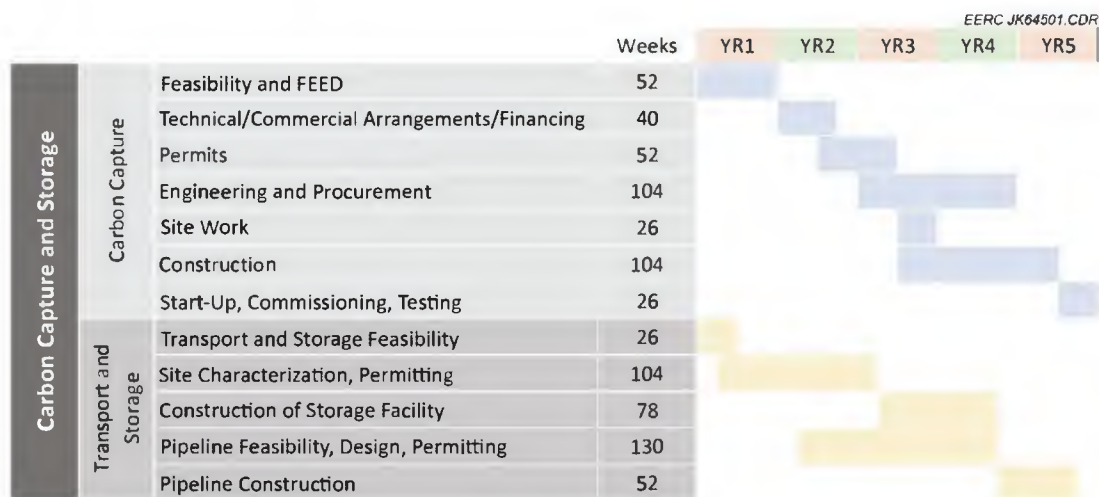 EERC JK64501.CDR
Weeks YR1 YR2 YR3 YR4 YR5
Carbon Capture and Storage
Carbon Capture
Feasibility and FEED 52
Technical/Commercial Arrangements/Financing 40
Permits 52
Engineering and Procurement 104
Site Work 26
Construction 104
Start-Up, Commissioning, Testing 26
Transport and
Storage
Transport and Storage Feasibility 26
Site Characterization, Permitting 104
Construction of Storage Facility 78
Pipeline Feasibility, Design, Permitting 130
Pipeline Construction 52